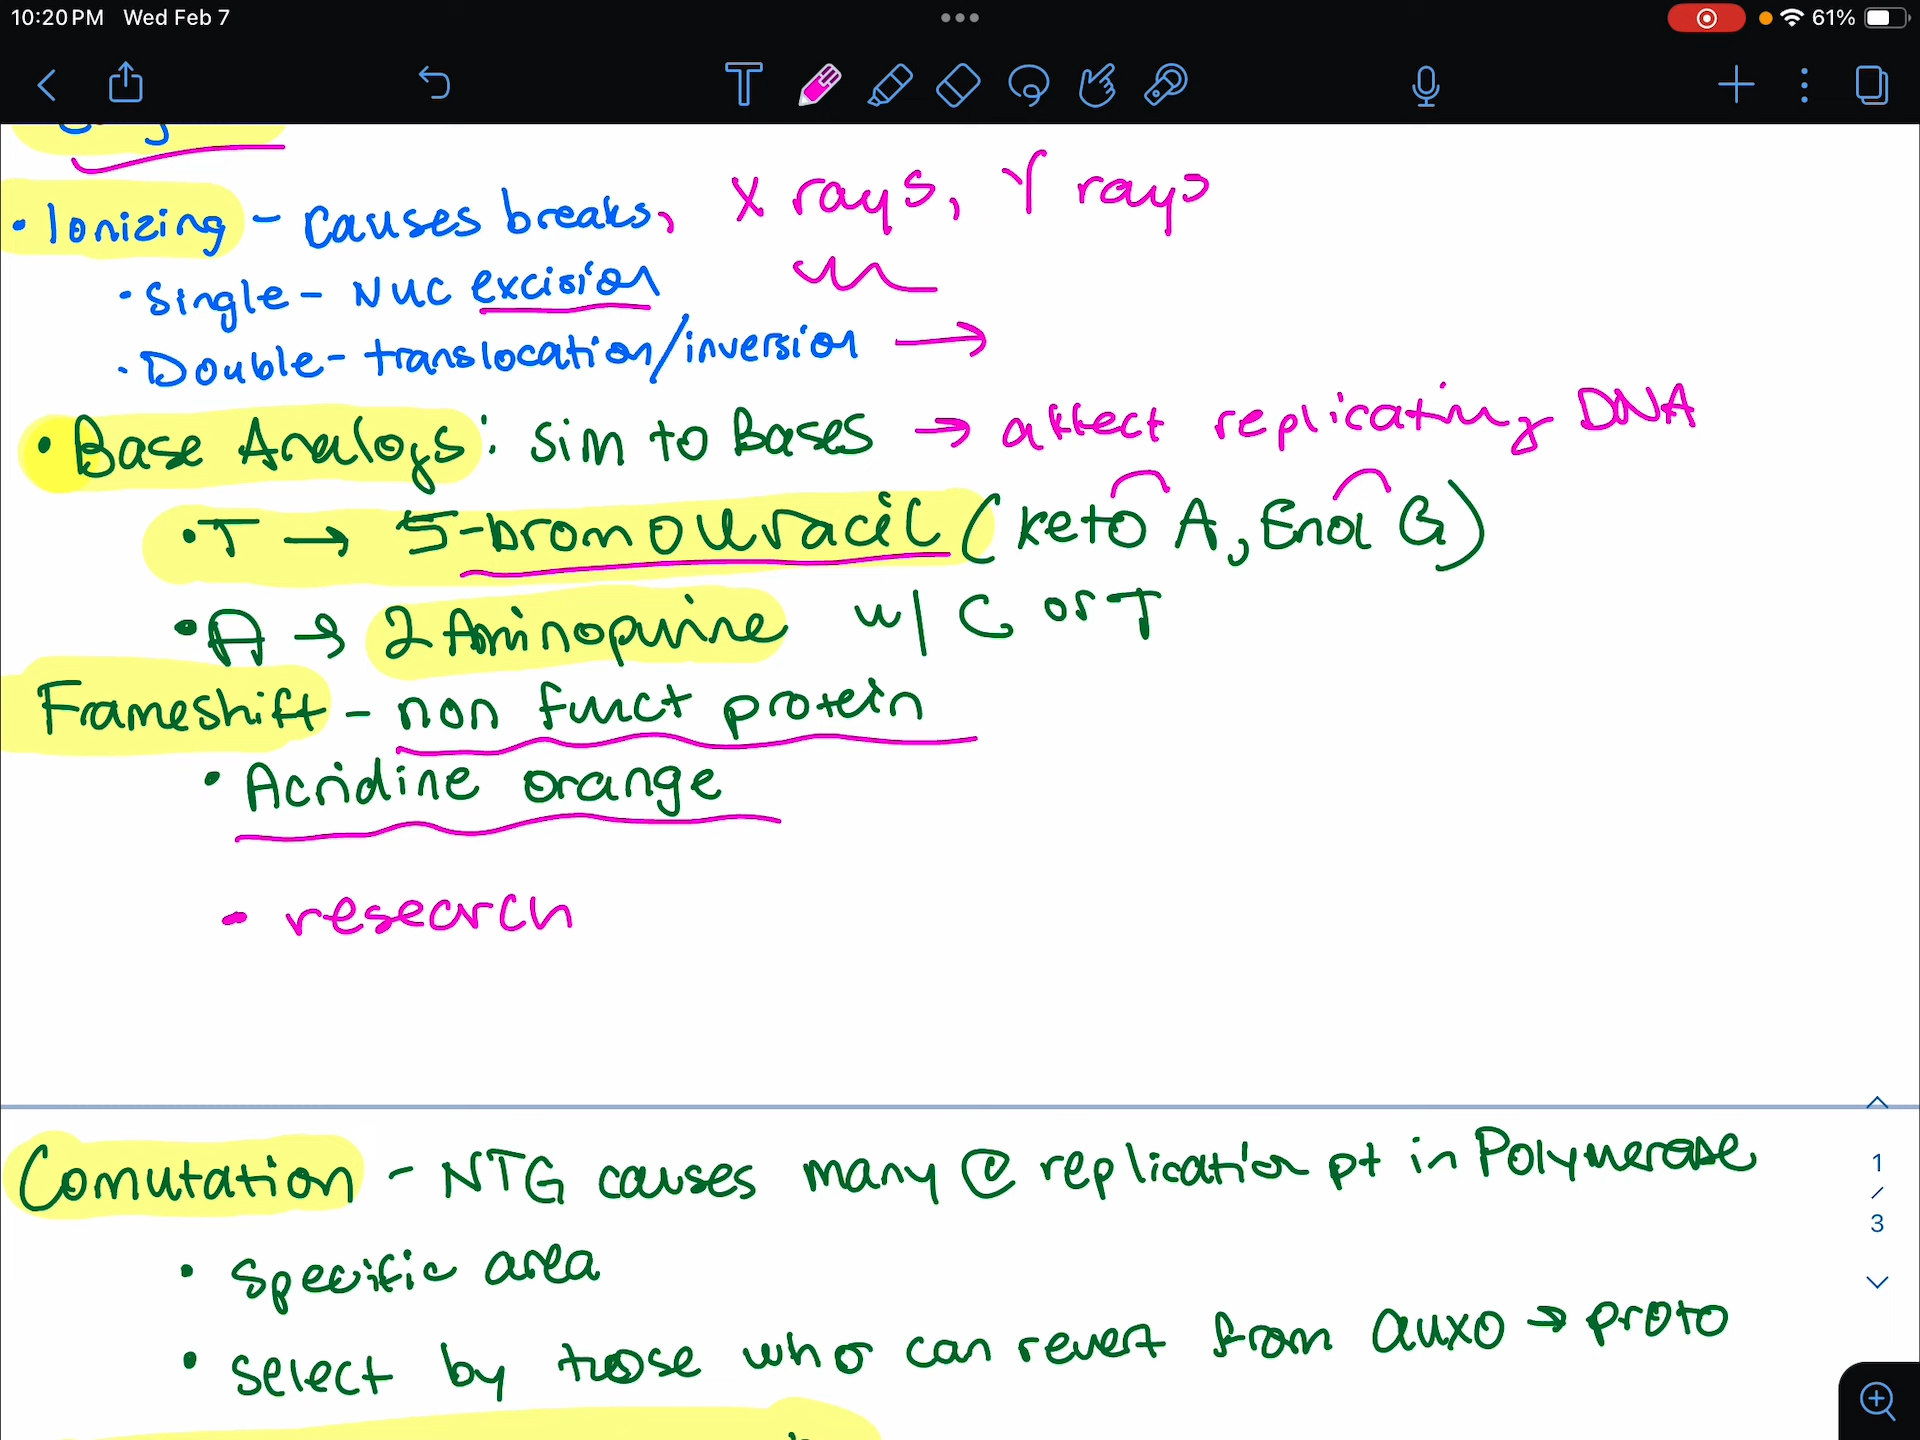 10:20 PM Wed Feb 7 61%
• Ionizing - causes breaks, X rays, γ rays
• Single - Nuc excision
• Double - translocation/inversion →
• Base Analogs: sim to Bases → affect replicating DNA
• T → 5-bromouracil (keto A, Enol G)
• A → 2 Aminopurine w/ C or T
Frameshift - non funct protein
• Acridine orange
• research
Comutation - NTG causes many @ replication pt in Polymerase
• specific area
• select by those who can revert from auxo → proto
1
/
3